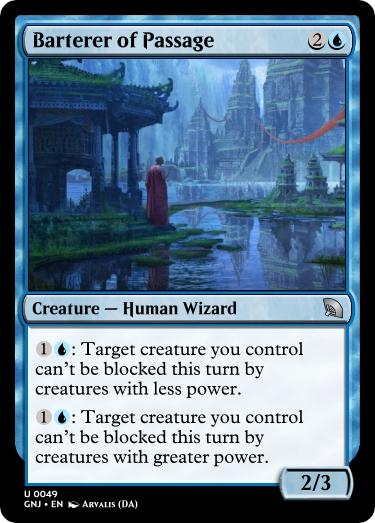 Barterer of Passage 2
Creature — Human Wizard
1: Target creature you control
can't be blocked this turn by
creatures with less power.
1: Target creature you control
can't be blocked this turn by
creatures with greater power.
2/3
U 0049
GNJ • EN Arvalis (DA)